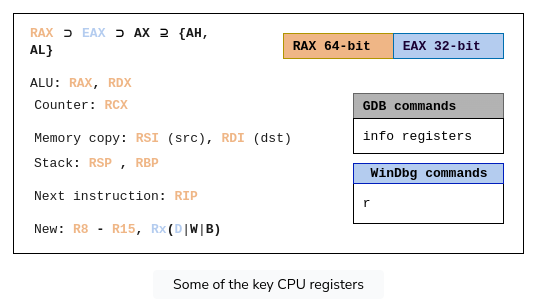 RAX ⊃ EAX ⊃ AX ⊇ {AH,
AL}
RAX 64-bit EAX 32-bit
ALU: RAX, RDX
Counter: RCX
Memory copy: RSI (src), RDI (dst)
Stack: RSP , RBP
Next instruction: RIP
New: R8 - R15, Rx(D|W|B)
GDB commands
info registers
WinDbg commands
r
Some of the key CPU registers